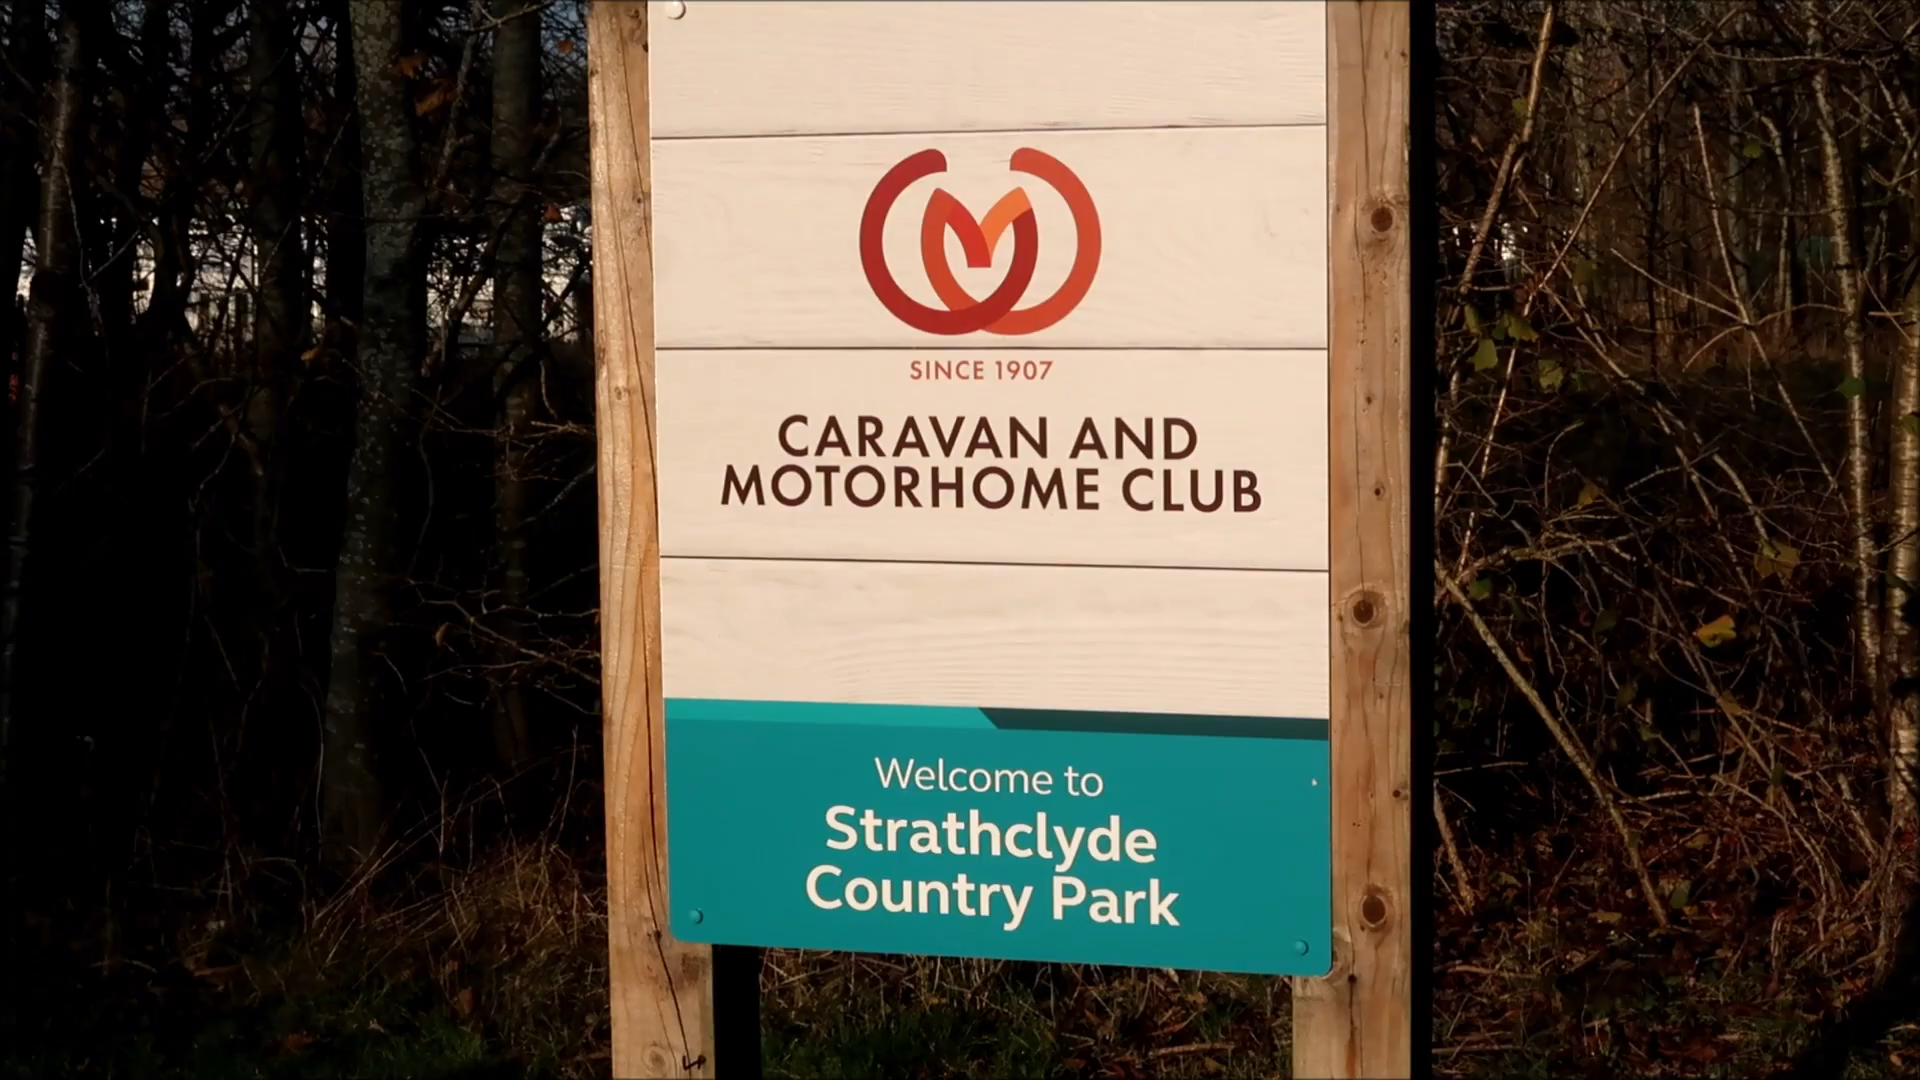 SINCE 1907
CARAVAN AND
MOTORHOME CLUB
Welcome to
Strathclyde
Country Park